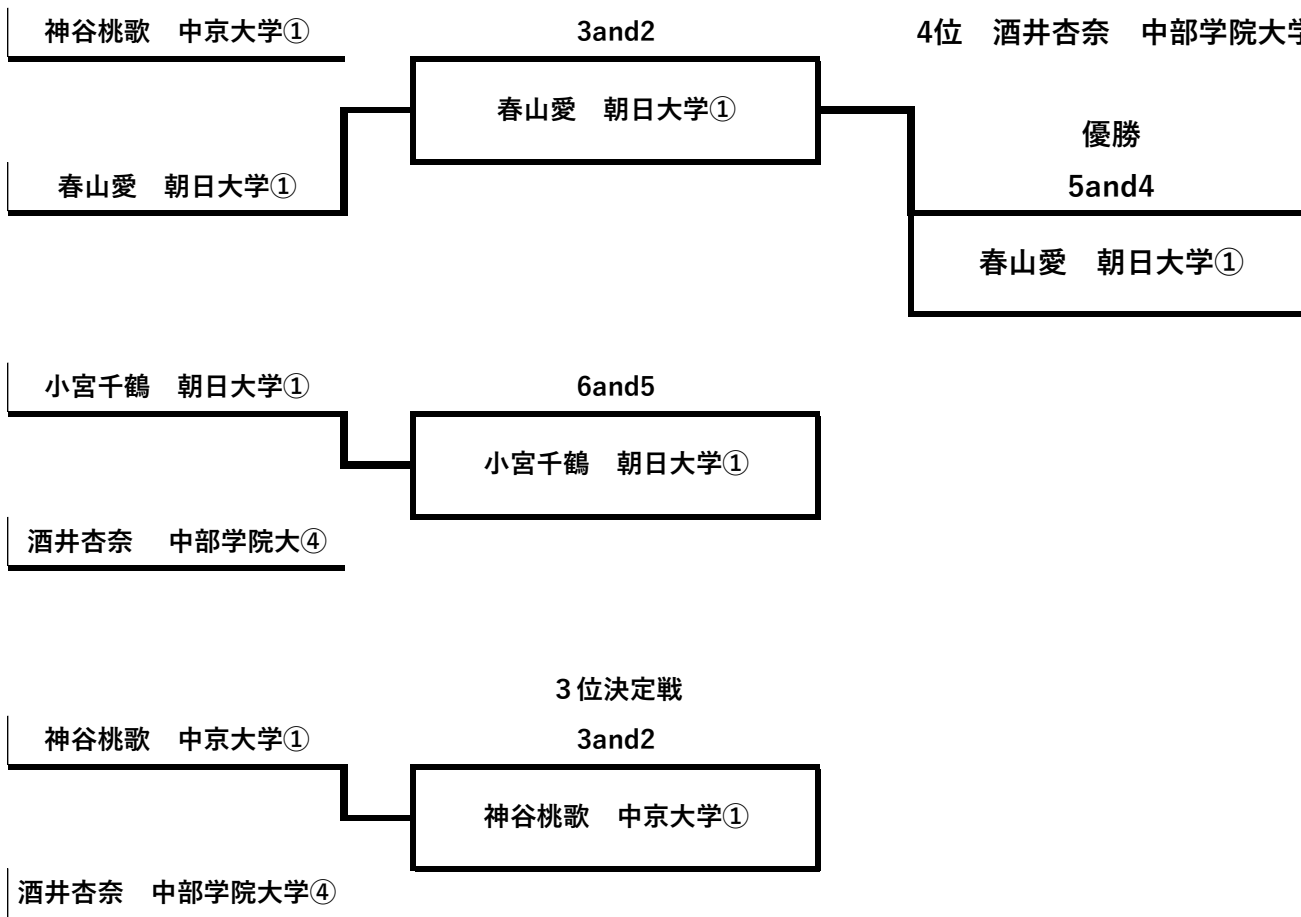 神谷桃歌　中京大学①
3and2
4位　酒井杏奈　中部学院大学
春山愛　朝日大学①
優勝
春山愛　朝日大学①
5and4
春山愛　朝日大学①
小宮千鶴　朝日大学①
6and5
小宮千鶴　朝日大学①
酒井杏奈　中部学院大④
３位決定戦
神谷桃歌　中京大学①
3and2
神谷桃歌　中京大学①
酒井杏奈　中部学院大学④